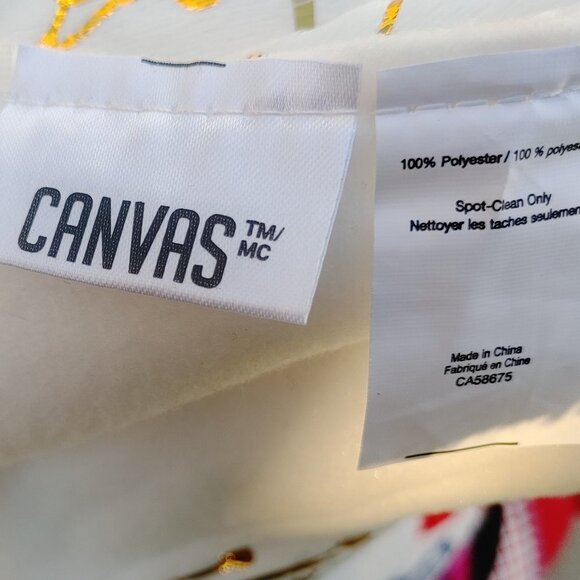 CANVAS TM/
MC
100% Polyester / 100 %
Spot-Clean Only
Nettoyer les taches
Made in China
Fabriqué en Chine
CA58675